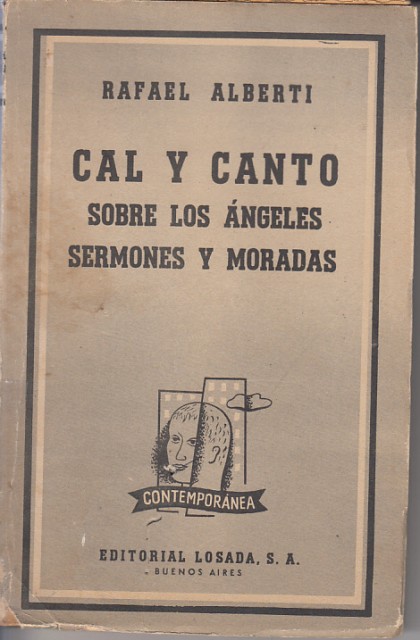 RAFAEL ALBERTI
CAL Y CANTO
SOBRE LOS ÁNGELES
SERMONES Y MORADAS
CONTEMPORÁNEA
EDITORIAL LOSADA, S. A.
BUENOS AIRES